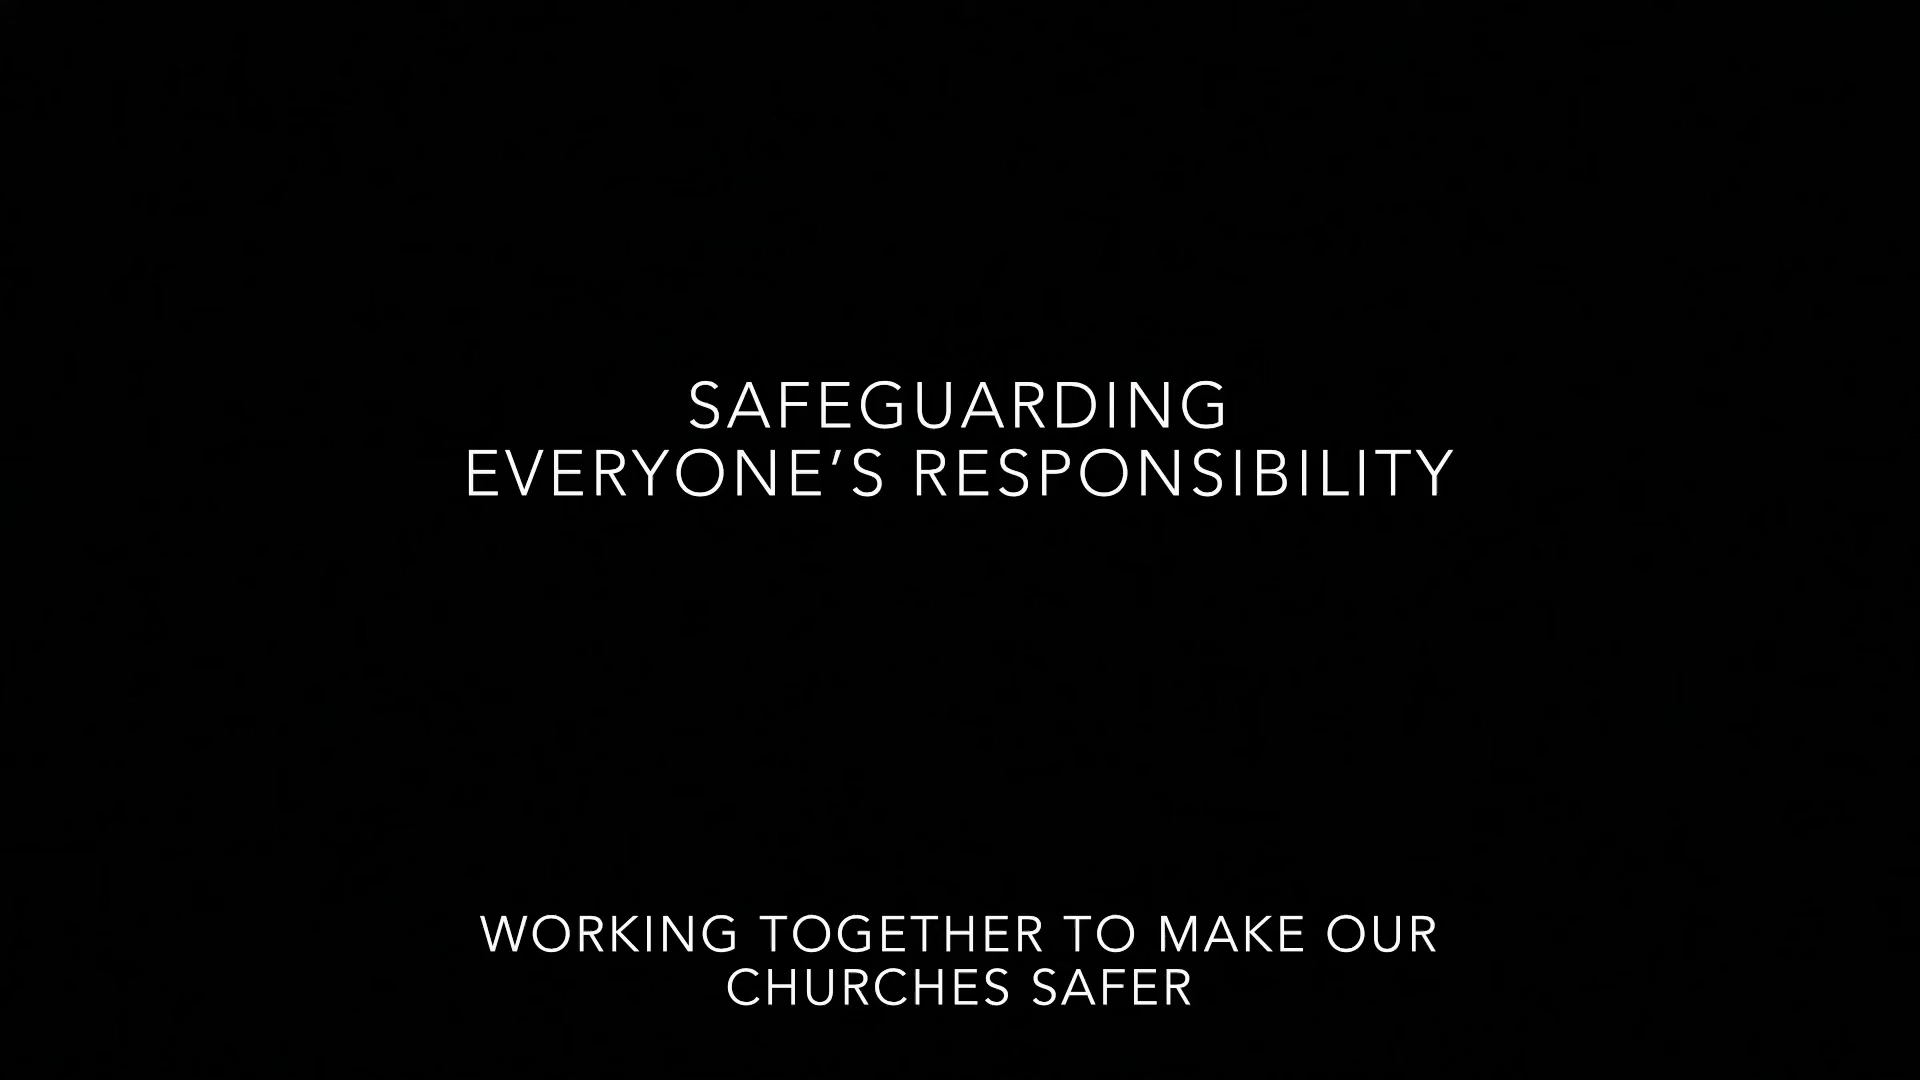 SAFEGUARDING
EVERYONE’S RESPONSIBILITY
WORKING TOGETHER TO MAKE OUR
CHURCHES SAFER